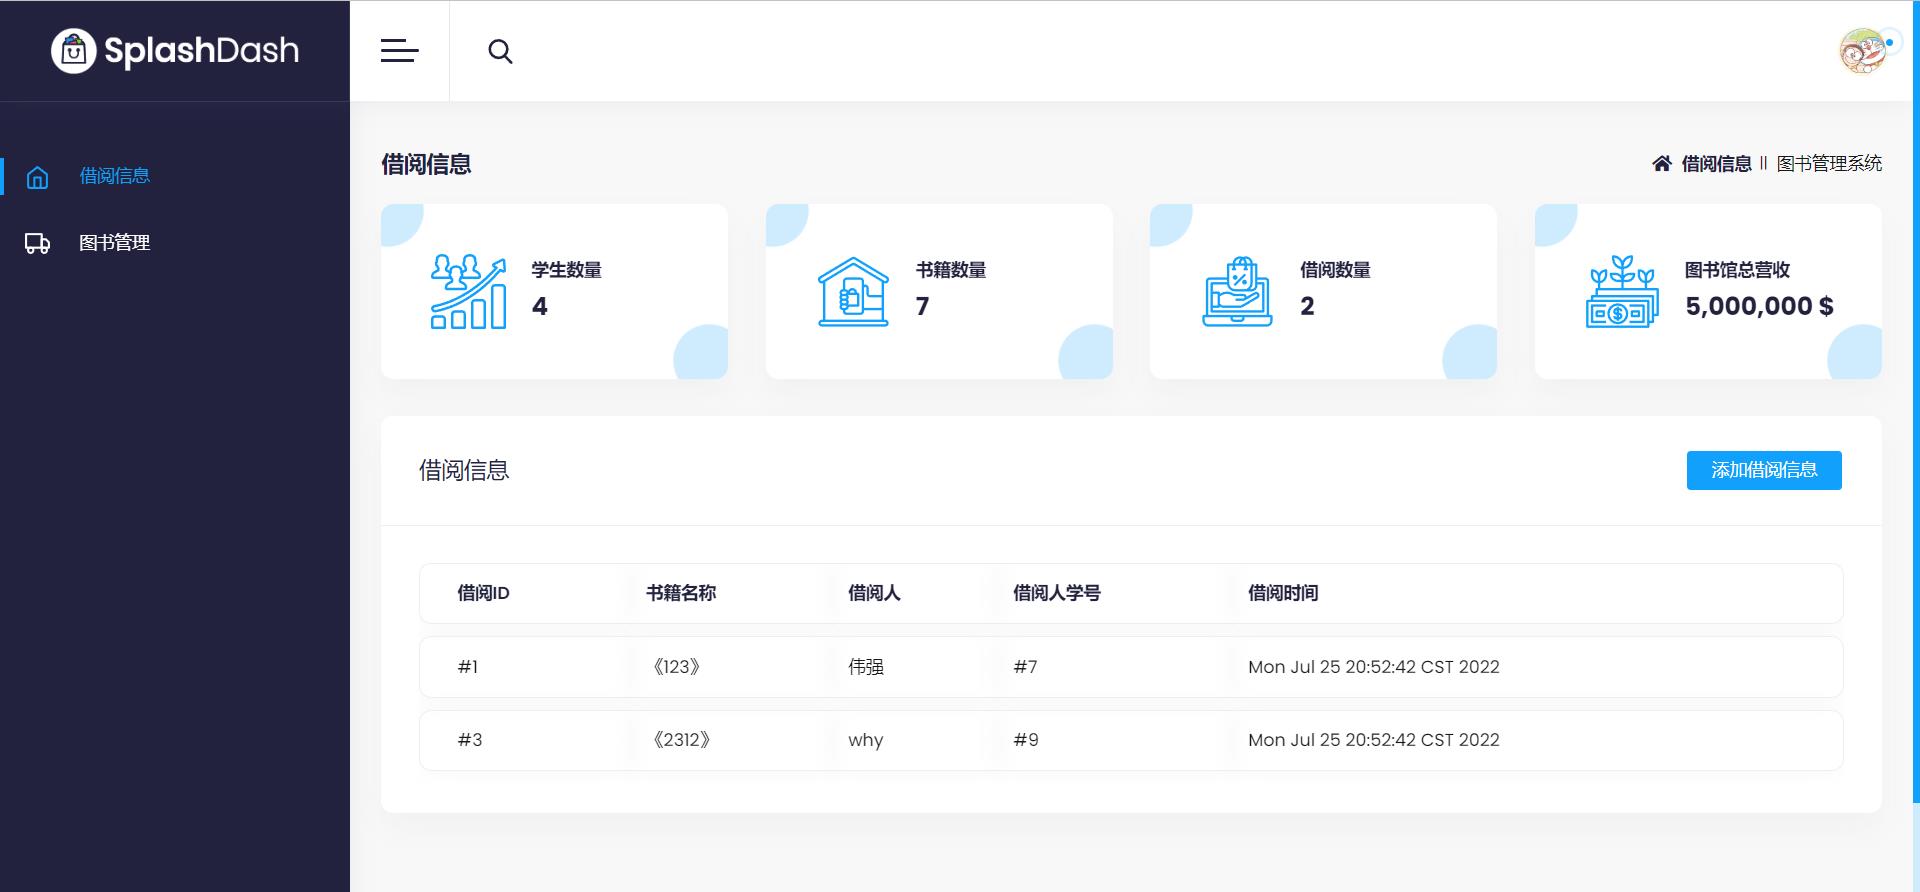 SplashDash
借阅信息
图书管理
借阅信息
借阅信息 || 图书管理系统
学生数量
4
书籍数量
7
借阅数量
2
图书馆总营收
5,000,000 $
借阅信息
添加借阅信息
借阅ID 书籍名称 借阅人 借阅人学号 借阅时间
#1 《123》 伟强 #7 Mon Jul 25 20:52:42 CST 2022
#3 《2312》 why #9 Mon Jul 25 20:52:42 CST 2022